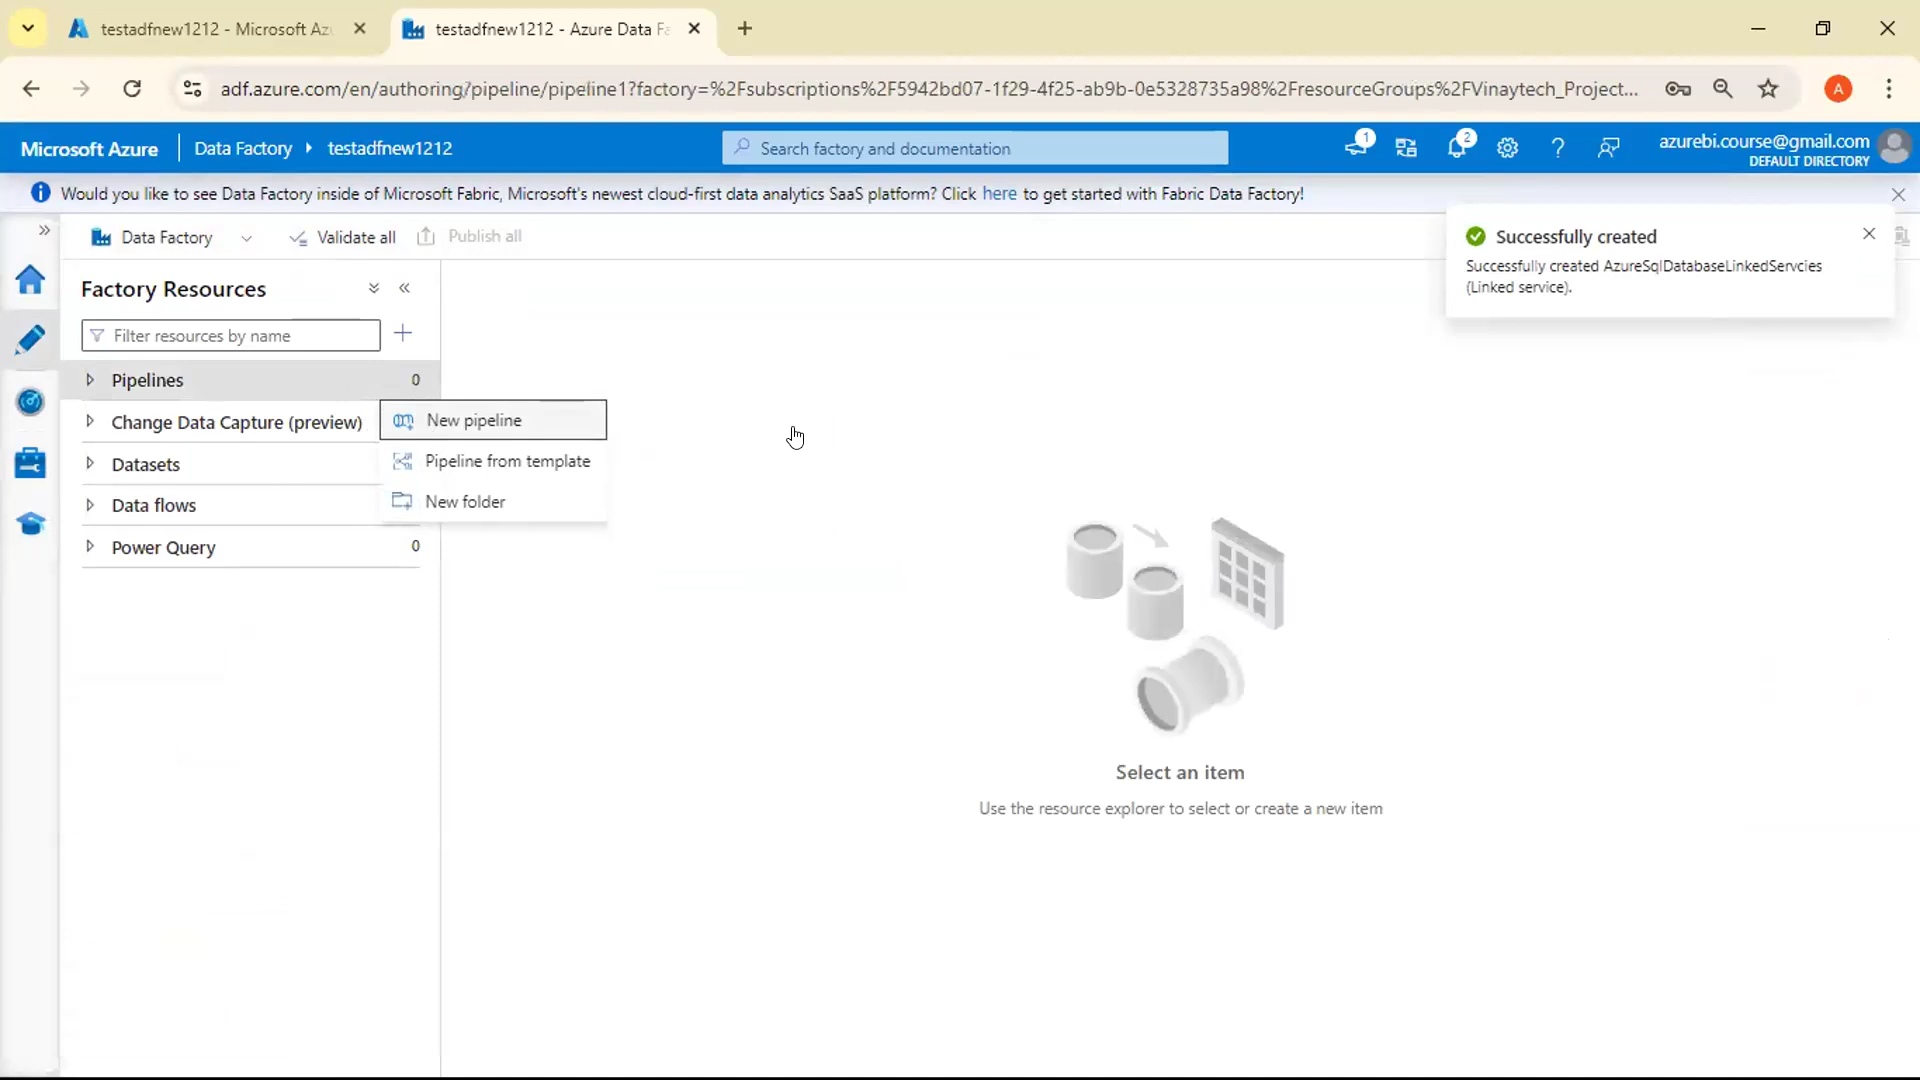 testadfnew1212 - Microsoft Azu
testadfnew1212 - Azure Data Fa
adf.azure.com/en/authoring/pipeline/pipeline1?factory=%2Fsubscriptions%2F5942bd07-1f29-4f25-ab9b-0e5328735a98%2FresourceGroups%2FVinaytech_Project...
A
Microsoft Azure
Data Factory
testadfnew1212
Search factory and documentation
1
2
azurebi.course@gmail.com
DEFAULT DIRECTORY
Would you like to see Data Factory inside of Microsoft Fabric, Microsoft's newest cloud-first data analytics SaaS platform? Click here to get started with Fabric Data Factory!
Data Factory
Validate all
Publish all
Successfully created
Successfully created AzureSqlDatabaseLinkedServcies
(Linked service).
Factory Resources
Filter resources by name
Pipelines 0
Change Data Capture (preview)
New pipeline
Datasets
Pipeline from template
Data flows
New folder
Power Query 0
Select an item
Use the resource explorer to select or create a new item